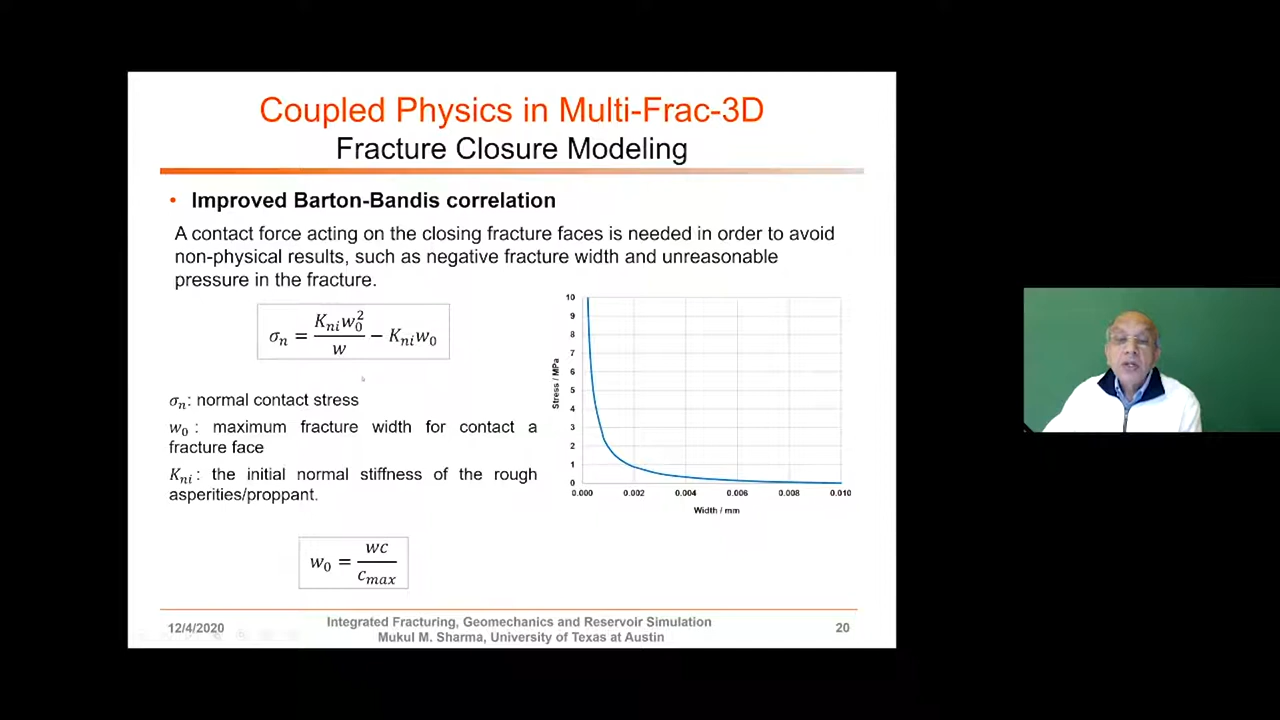 Coupled Physics in Multi-Frac-3D
Fracture Closure Modeling
• Improved Barton-Bandis correlation
A contact force acting on the closing fracture faces is needed in order to avoid
non-physical results, such as negative fracture width and unreasonable
pressure in the fracture.
σₙ = Kₙᵢw₀²/w − Kₙᵢw₀
σₙ: normal contact stress
w₀ : maximum fracture width for contact a
fracture face
Kₙᵢ : the initial normal stiffness of the rough
asperities/proppant.
w₀ = wc/cₘₐₓ
10
9
8
7
6
5
4
3
2
1
0
Stress / MPa
0.000 0.002 0.004 0.006 0.008 0.010
Width / mm
12/4/2020
Integrated Fracturing, Geomechanics and Reservoir Simulation
Mukul M. Sharma, University of Texas at Austin
20